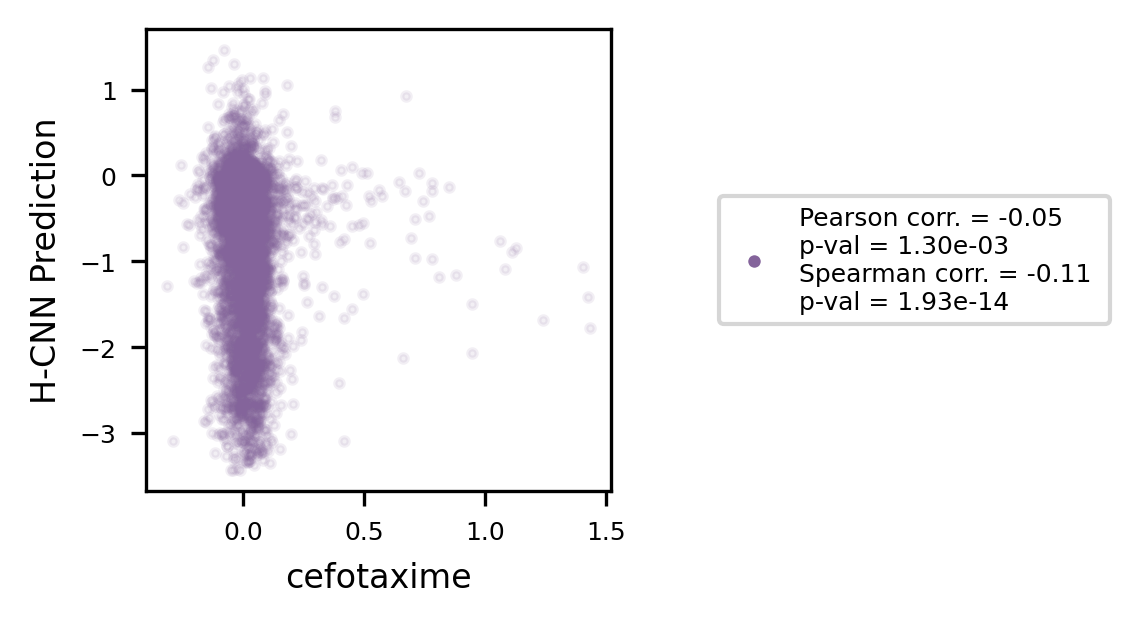 1
0
−1
−2
−3
H-CNN Prediction
0.0
0.5
1.0
1.5
cefotaxime
Pearson corr. = -0.05
p-val = 1.30e-03
Spearman corr. = -0.11
p-val = 1.93e-14